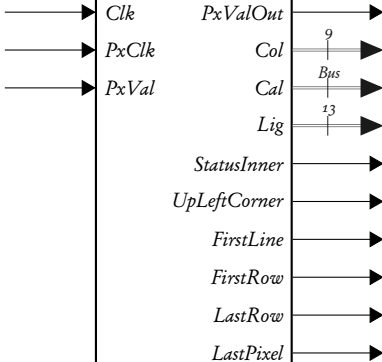 Clk PxValOut
PxClk Col 9
PxVal Cal Bus
Lig 13
StatusInner
UpLeftCorner
FirstLine
FirstRow
LastRow
LastPixel